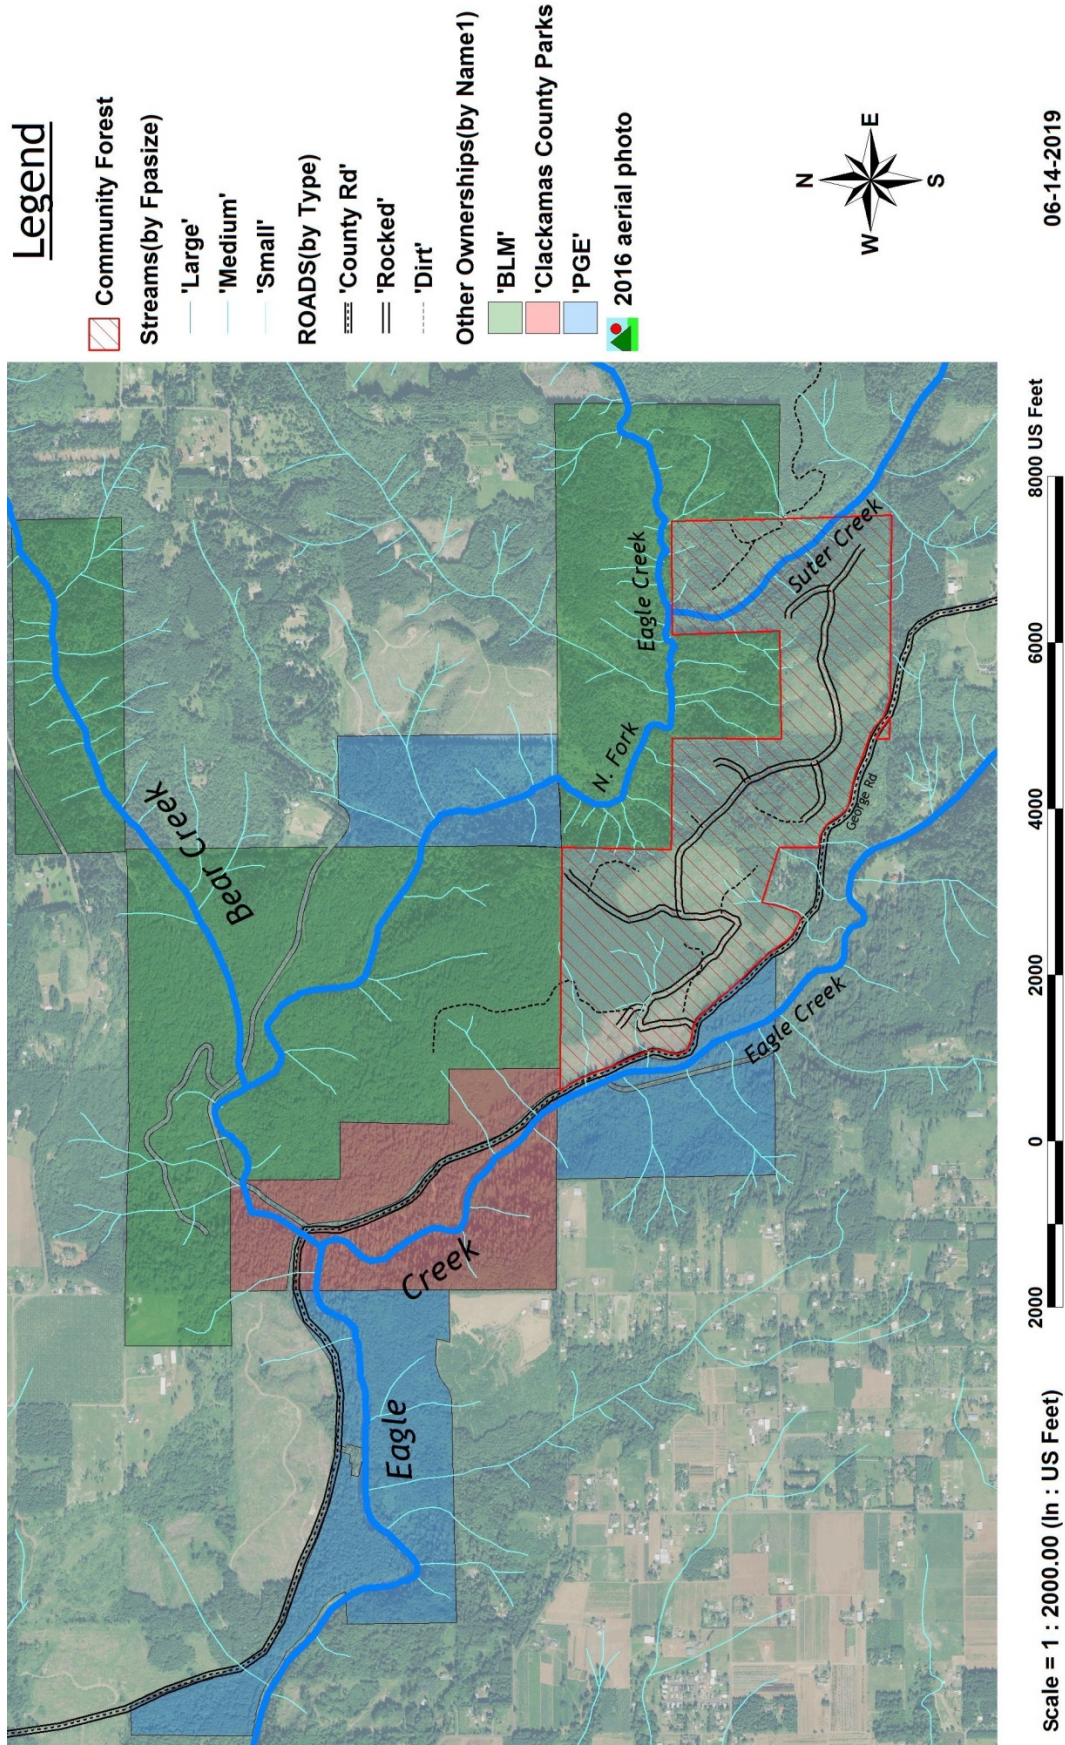 Legend
Community Forest
Streams(by Fpasize)
'Large'
'Medium'
'Small'
ROADS(by Type)
'County Rd'
'Rocked'
'Dirt'
Other Ownerships(by Name1)
'BLM'
'Clackamas County Parks
'PGE'
2016 aerial photo
N
W
E
S
06-14-2019
Bear Creek
Eagle
Creek
N. Fork
Eagle Creek
Suter Creek
George Rd
Eagle Creek
Scale = 1 : 2000.00 (In : US Feet)
2000
0
2000
4000
6000
8000 US Feet